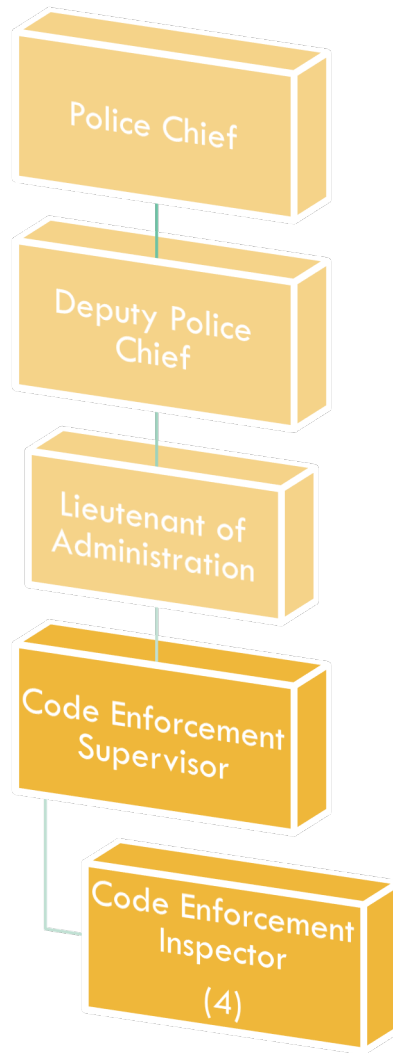 Police Chief
Deputy Police
Chief
Lieutenant of
Administration
Code Enforcement
Supervisor
Code Enforcement
Inspector
(4)